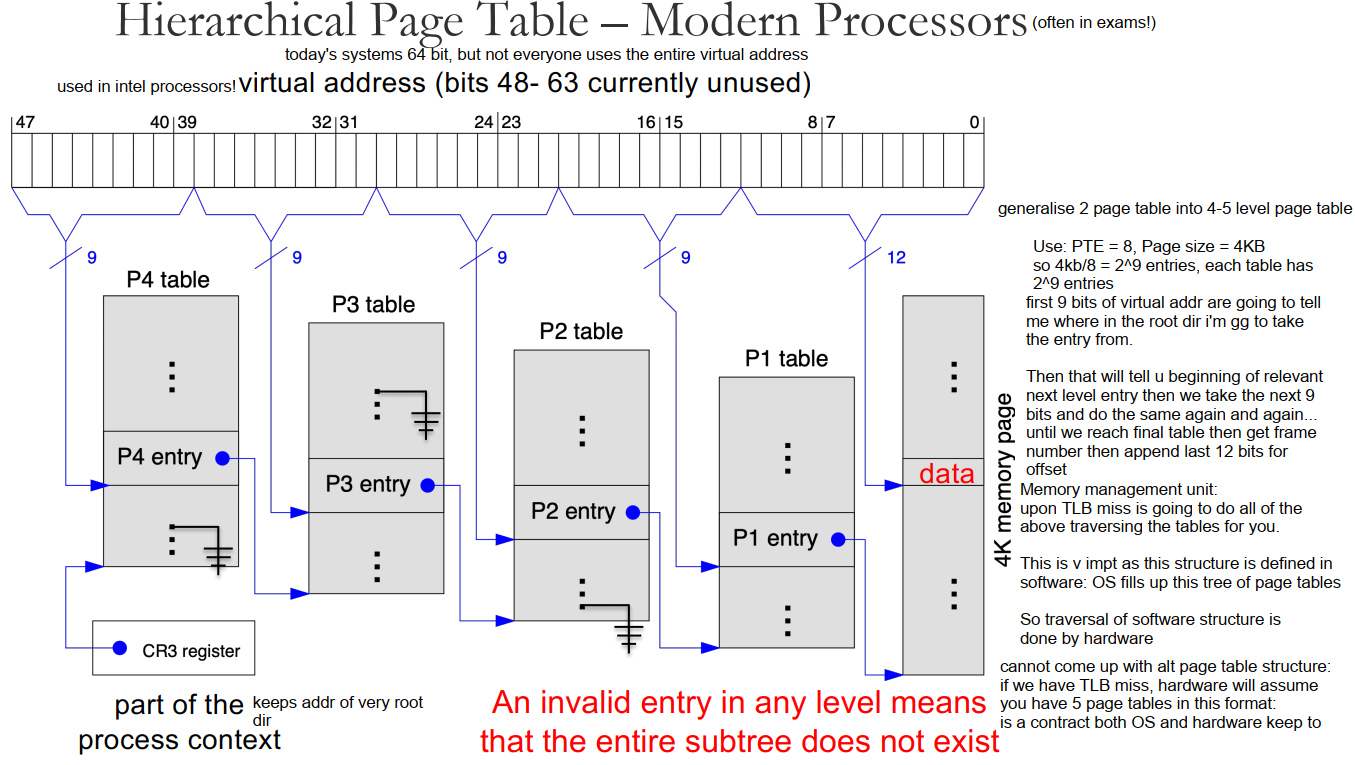 Hierarchical Page Table – Modern Processors (often in exams!)
today's systems 64 bit, but not everyone uses the entire virtual address
used in intel processors! virtual address (bits 48- 63 currently unused)
47 40 39 32 31 24 23 16 15 8 7 0
generalise 2 page table into 4-5 level page table
9 9 9 9 12
Use: PTE = 8, Page size = 4KB
so 4kb/8 = 2^9 entries, each table has
2^9 entries
first 9 bits of virtual addr are going to tell
me where in the root dir i'm gg to take
the entry from.
Then that will tell u beginning of relevant
next level entry then we take the next 9
bits and do the same again and again...
until we reach final table then get frame
number then append last 12 bits for
offset
Memory management unit:
upon TLB miss is going to do all of the
above traversing the tables for you.
This is v impt as this structure is defined in
software: OS fills up this tree of page tables
So traversal of software structure is
done by hardware
cannot come up with alt page table structure:
if we have TLB miss, hardware will assume
you have 5 page tables in this format:
is a contract both OS and hardware keep to
P4 table
P3 table
P2 table
P1 table
P4 entry
P3 entry
P2 entry
P1 entry
data
4K memory page
CR3 register
part of the
process context
keeps addr of very root
dir
An invalid entry in any level means
that the entire subtree does not exist